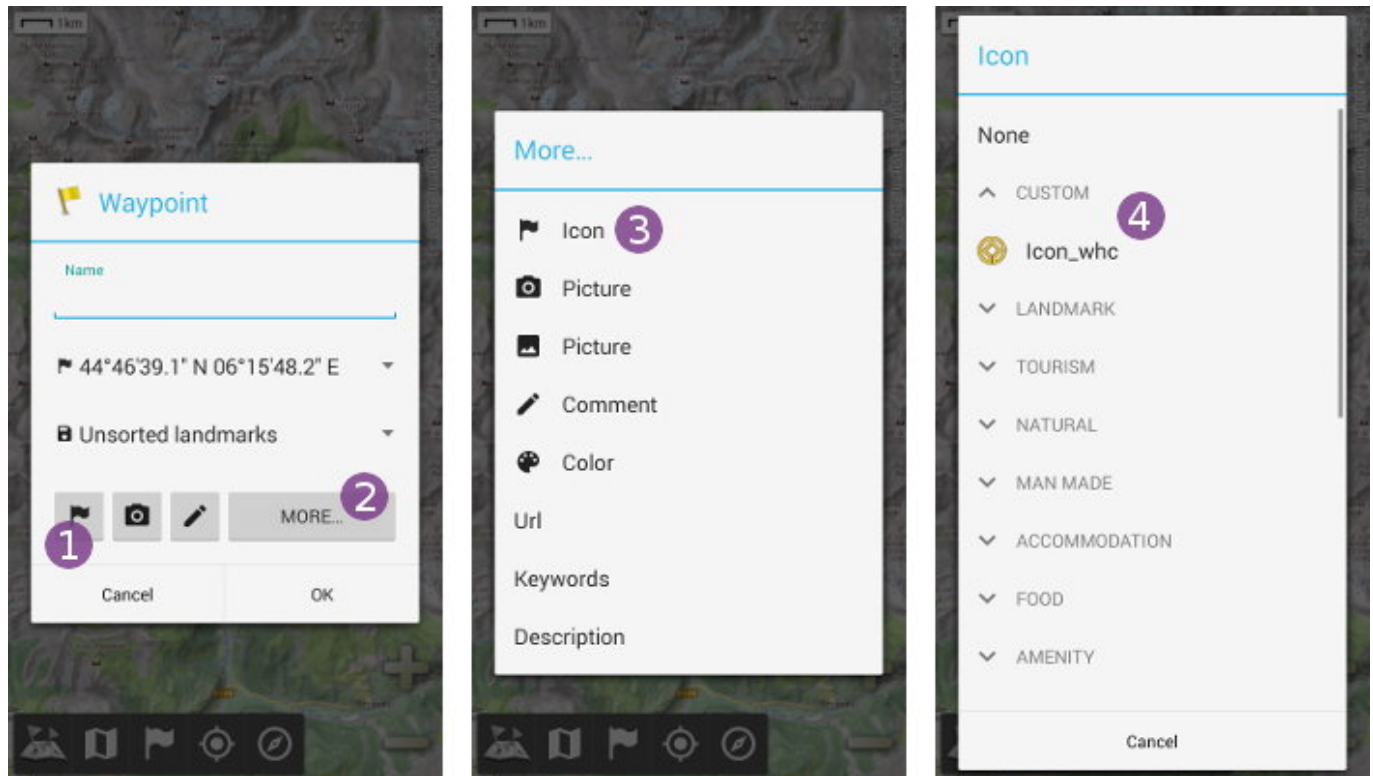 1km
Waypoint
Name
44°46'39.1" N 06°15'48.2" E
Unsorted landmarks
MORE...
2
1
Cancel OK
1km
More...
Icon 3
Picture
Picture
Comment
Color
Url
Keywords
Description
Icon
None
CUSTOM
4
Icon_whc
LANDMARK
TOURISM
NATURAL
MAN MADE
ACCOMMODATION
FOOD
AMENITY
Cancel